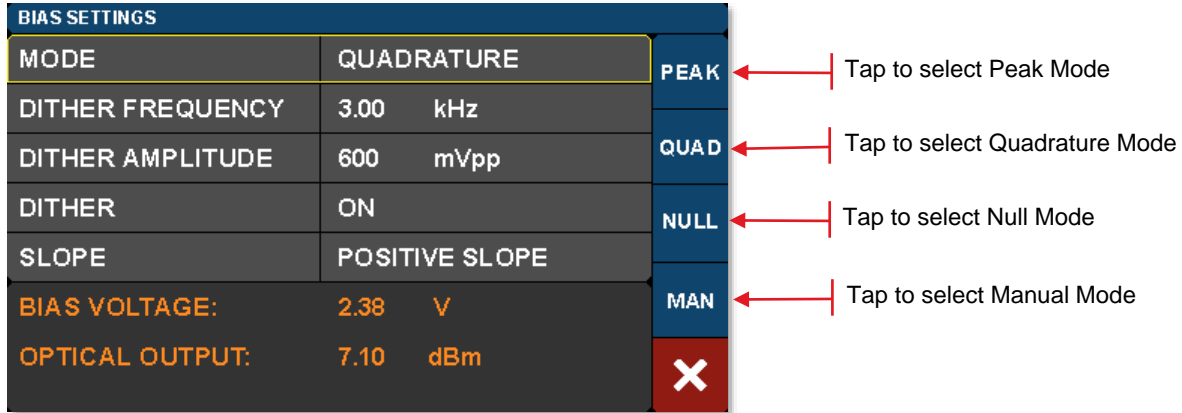 BIAS SETTINGS
MODE QUADRATURE
DITHER FREQUENCY 3.00 kHz
DITHER AMPLITUDE 600 mVpp
DITHER ON
SLOPE POSITIVE SLOPE
BIAS VOLTAGE: 2.38 V
OPTICAL OUTPUT: 7.10 dBm
PEAK Tap to select Peak Mode
QUAD Tap to select Quadrature Mode
NULL Tap to select Null Mode
MAN Tap to select Manual Mode